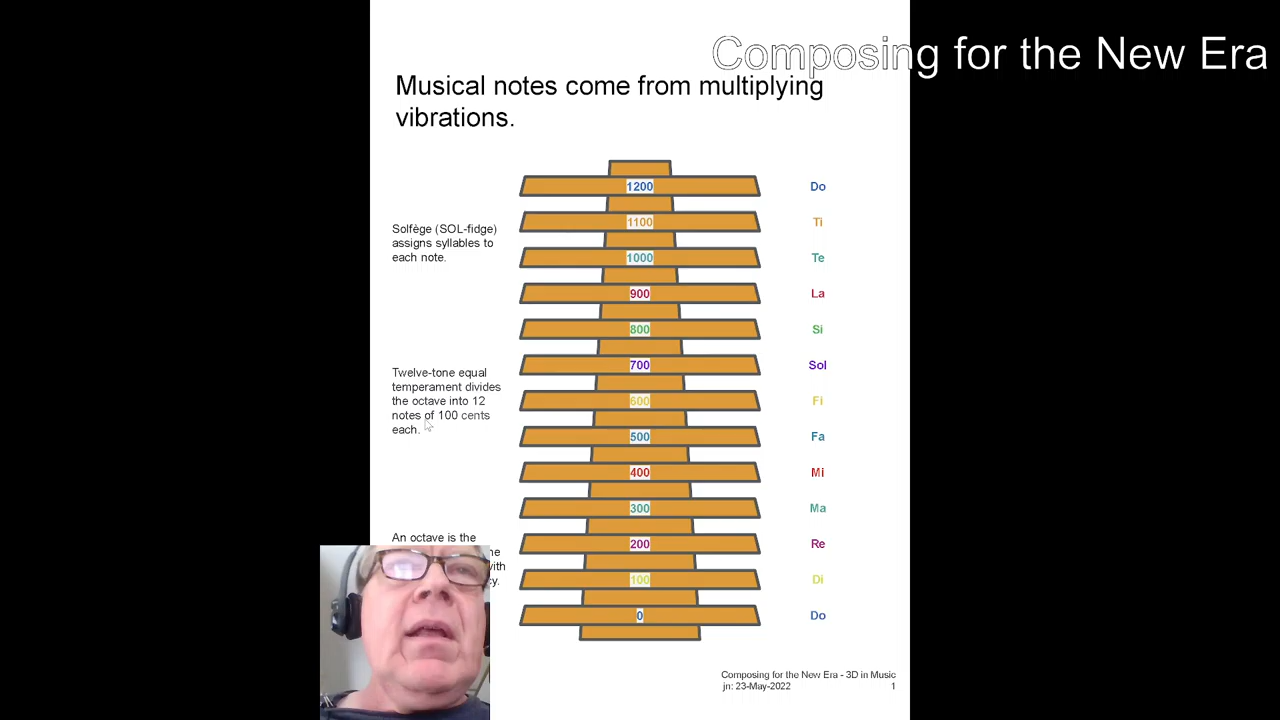 Composing for the New Era
Musical notes come from multiplying
vibrations.
1200 Do
1100 Ti
Solfège (SOL-fidge)
assigns syllables to
each note.
1000 Te
900 La
800 Si
700 Sol
Twelve-tone equal
temperament divides
the octave into 12
notes of 100 cents
each.
600 Fi
500 Fa
400 Mi
300 Ma
An octave is the
200 Re
100 Di
0 Do
Composing for the New Era - 3D in Music
jn: 23-May-2022 1